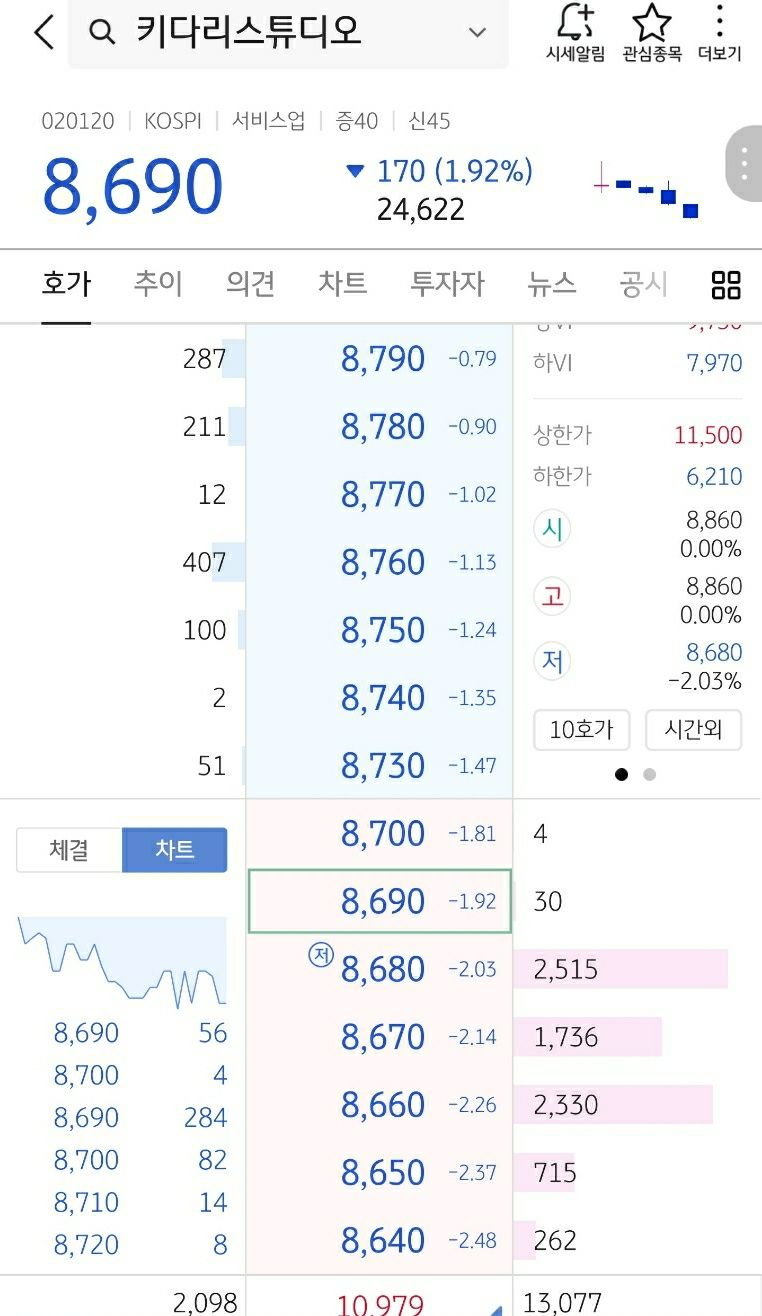 키다리스튜디오
시세알림 관심종목 더보기
020120 KOSPI 서비스업 증40 신45
8,690 ▼ 170 (1.92%)
24,622
호가 추이 의견 차트 투자자 뉴스 공시
287 8,790 -0.79
하VI 7,970
211 8,780 -0.90
상한가 11,500
12 8,770 -1.02
하한가 6,210
시 8,860
0.00%
407 8,760 -1.13
고 8,860
0.00%
100 8,750 -1.24
저 8,680
-2.03%
2 8,740 -1.35
10호가 시간외
51 8,730 -1.47
체결 차트
8,700 -1.81 4
8,690 -1.92 30
저 8,680 -2.03 2,515
8,670 -2.14 1,736
8,660 -2.26 2,330
8,650 -2.37 715
8,640 -2.48 262
8,690 56
8,700 4
8,690 284
8,700 82
8,710 14
8,720 8
2,098 10,979 13,077